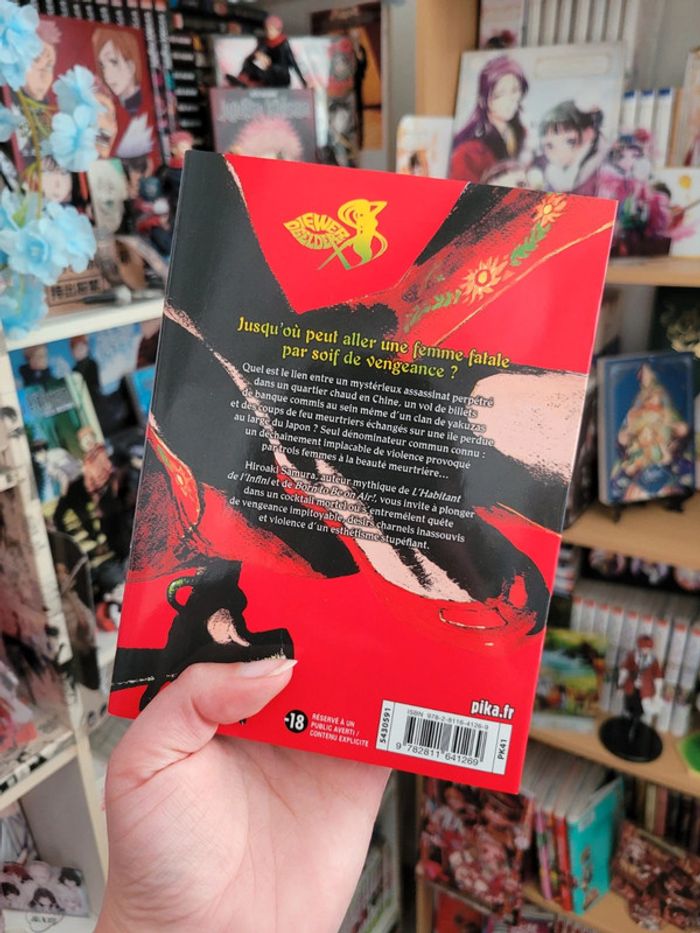 EWER
DEELDER
Jusqu'où peut aller une femme fatale
par soif de vengeance ?
Quel est le lien entre un mystérieux assassinat perpétré
dans un quartier chaud en Chine, un vol de billets
de banque commis au sein même d'un clan de yakuzas
et des coups de feu meurtriers échangés sur une île perdue
au large du Japon ? Seul dénominateur commun connu :
un déchaînement implacable de violence provoqué
par trois femmes à la beauté meurtrière...
Hiroaki Samura, auteur mythique de L'Habitant
de l'Infini et de Born to Be on Air!, vous invite à plonger
dans un cocktail mortel où s'entremêlent quête
de vengeance impitoyable, désirs charnels inassouvis
et violence d'un esthétisme stupéfiant.
pika.fr
-18
RÉSERVÉ À UN
PUBLIC AVERTI /
CONTENU EXPLICITE
5430591
ISBN 978-2-8116-4126-9
9 782811 641269
PK41